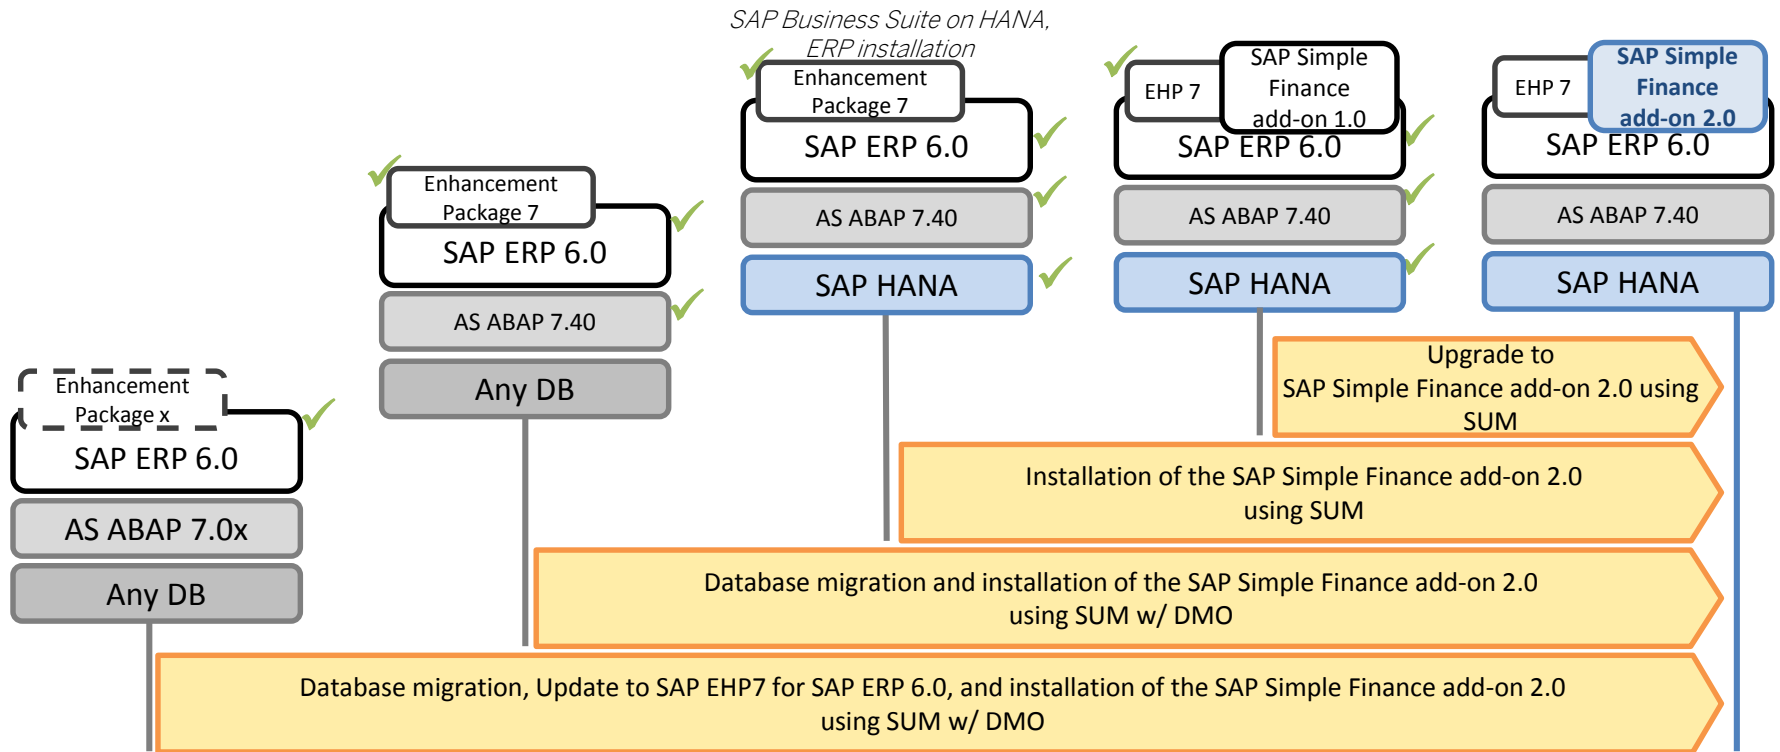 SAP Business Suite on HANA,
ERP installation
Enhancement
Package 7
SAP ERP 6.0
AS ABAP 7.40
SAP HANA
EHP 7
SAP Simple
Finance
add-on 1.0
SAP ERP 6.0
AS ABAP 7.40
SAP HANA
EHP 7
SAP Simple
Finance
add-on 2.0
SAP ERP 6.0
AS ABAP 7.40
SAP HANA
Enhancement
Package 7
SAP ERP 6.0
AS ABAP 7.40
Any DB
Enhancement
Package x
SAP ERP 6.0
AS ABAP 7.0x
Any DB
Upgrade to
SAP Simple Finance add-on 2.0 using
SUM
Installation of the SAP Simple Finance add-on 2.0
using SUM
Database migration and installation of the SAP Simple Finance add-on 2.0
using SUM w/ DMO
Database migration, Update to SAP EHP7 for SAP ERP 6.0, and installation of the SAP Simple Finance add-on 2.0
using SUM w/ DMO